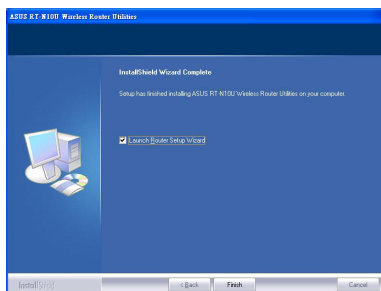 ASUS RT-N10U Wireless Router Utilities
InstallShield Wizard Complete
Setup has finished installing ASUS RT-N10U Wireless Router Utilities on your computer.
Launch Router Setup Wizard
InstallShield
< Back
Finish
Cancel